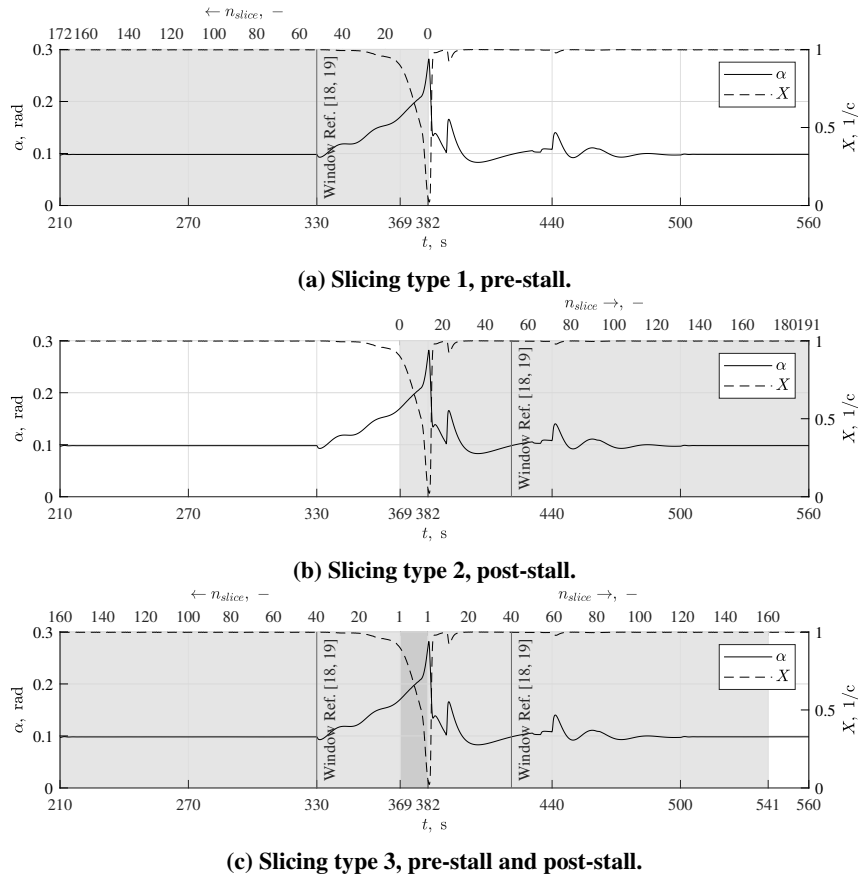 ← n_slice, −
172 160 140 120 100 80 60 40 20 0
0.3 0.2 0.1 0
α, rad
Window Ref. [18, 19]
α
X
1 0.5 0
X, 1/c
210 270 330 369 382 440 500 560
t, s
(a) Slicing type 1, pre-stall.
n_slice →, −
0 20 40 60 80 100 120 140 160 180 191
0.3 0.2 0.1 0
α, rad
Window Ref. [18, 19]
α
X
1 0.5 0
X, 1/c
210 270 330 369 382 440 500 560
t, s
(b) Slicing type 2, post-stall.
← n_slice, − n_slice →, −
160 140 120 100 80 60 40 20 1 1 20 40 60 80 100 120 140 160
0.3 0.2 0.1 0
α, rad
Window Ref. [18, 19]
Window Ref. [18, 19]
α
X
1 0.5 0
X, 1/c
210 270 330 369 382 440 500 541 560
t, s
(c) Slicing type 3, pre-stall and post-stall.